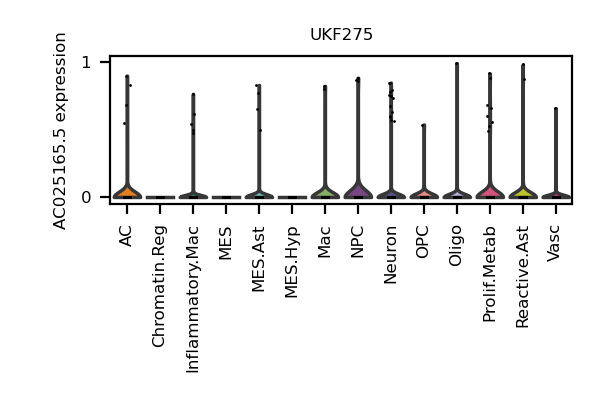 UKF275
AC025165.5 expression
1
0
AC
Chromatin.Reg
Inflammatory.Mac
MES
MES.Ast
MES.Hyp
Mac
NPC
Neuron
OPC
Oligo
Prolif.Metab
Reactive.Ast
Vasc